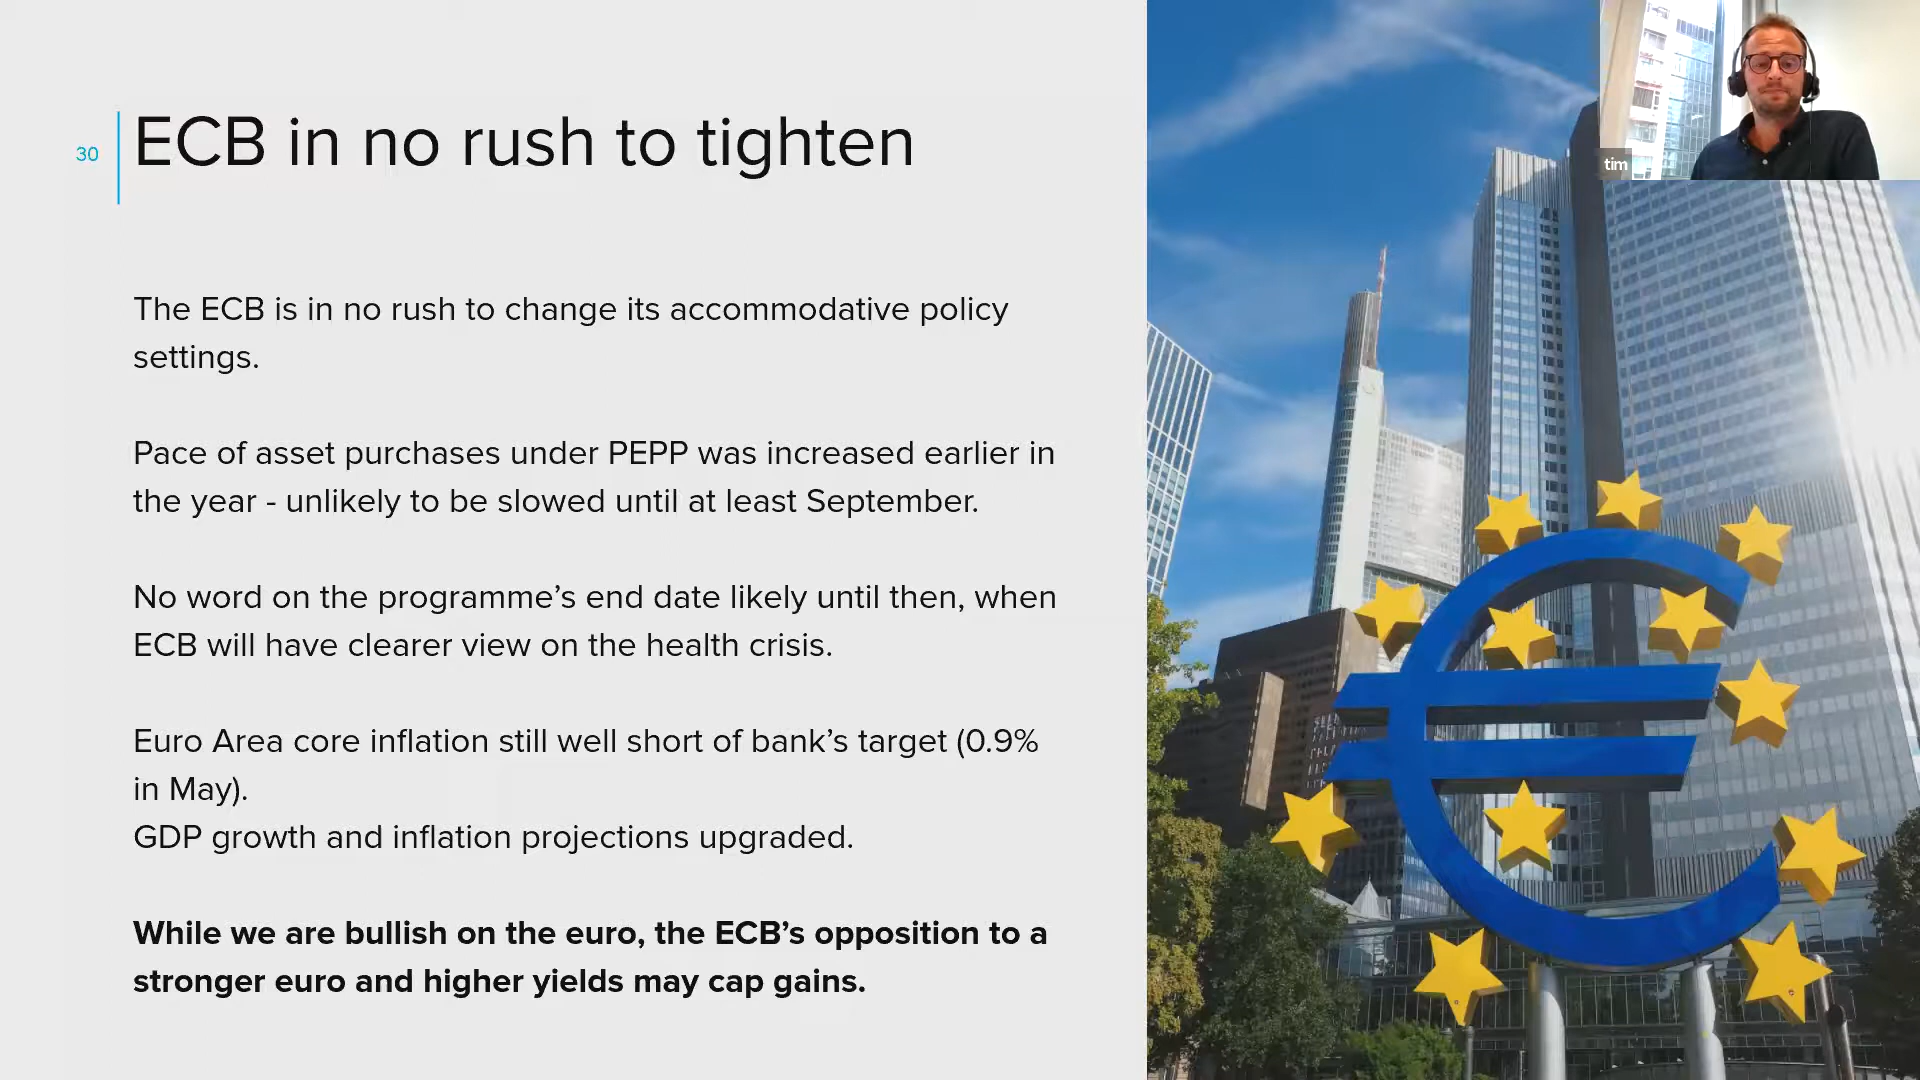 30
ECB in no rush to tighten
The ECB is in no rush to change its accommodative policy
settings.
Pace of asset purchases under PEPP was increased earlier in
the year - unlikely to be slowed until at least September.
No word on the programme’s end date likely until then, when
ECB will have clearer view on the health crisis.
Euro Area core inflation still well short of bank’s target (0.9%
in May).
GDP growth and inflation projections upgraded.
While we are bullish on the euro, the ECB’s opposition to a
stronger euro and higher yields may cap gains.
tim